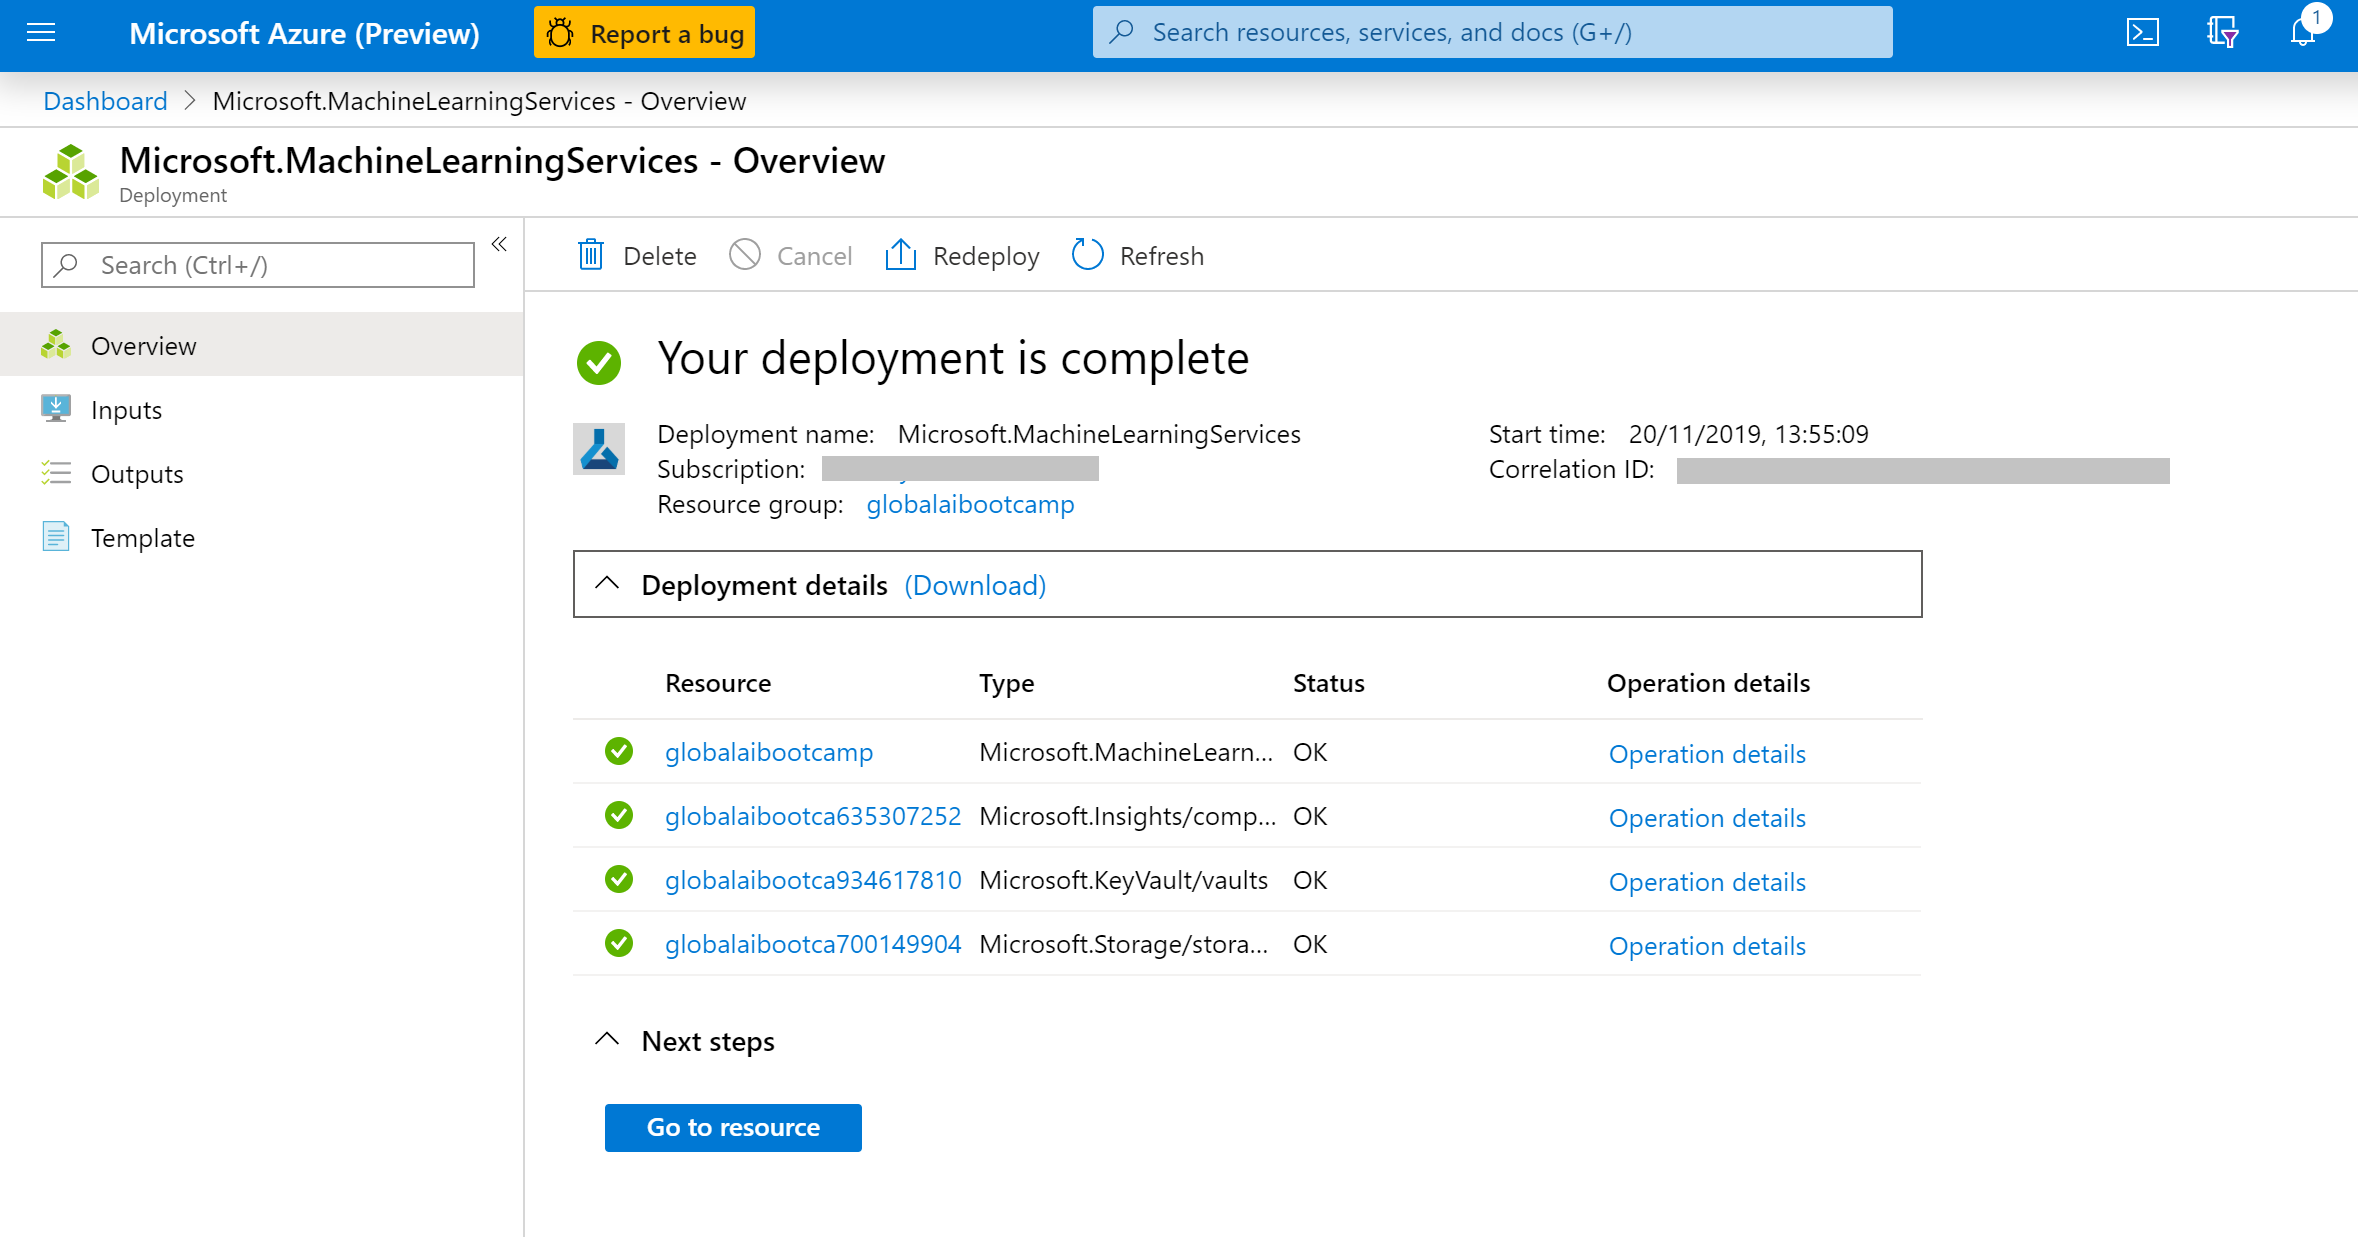 Microsoft Azure (Preview) Report a bug Search resources, services, and docs (G+/) 1
Dashboard > Microsoft.MachineLearningServices - Overview
Microsoft.MachineLearningServices - Overview
Deployment
Search (Ctrl+/) «
Overview
Inputs
Outputs
Template
Delete Cancel Redeploy Refresh
Your deployment is complete
Deployment name: Microsoft.MachineLearningServices Start time: 20/11/2019, 13:55:09
Subscription: Correlation ID:
Resource group: globalaibootcamp
Deployment details (Download)
Resource Type Status Operation details
globalaibootcamp Microsoft.MachineLearn... OK Operation details
globalaibootca635307252 Microsoft.Insights/comp... OK Operation details
globalaibootca934617810 Microsoft.KeyVault/vaults OK Operation details
globalaibootca700149904 Microsoft.Storage/stora... OK Operation details
Next steps
Go to resource